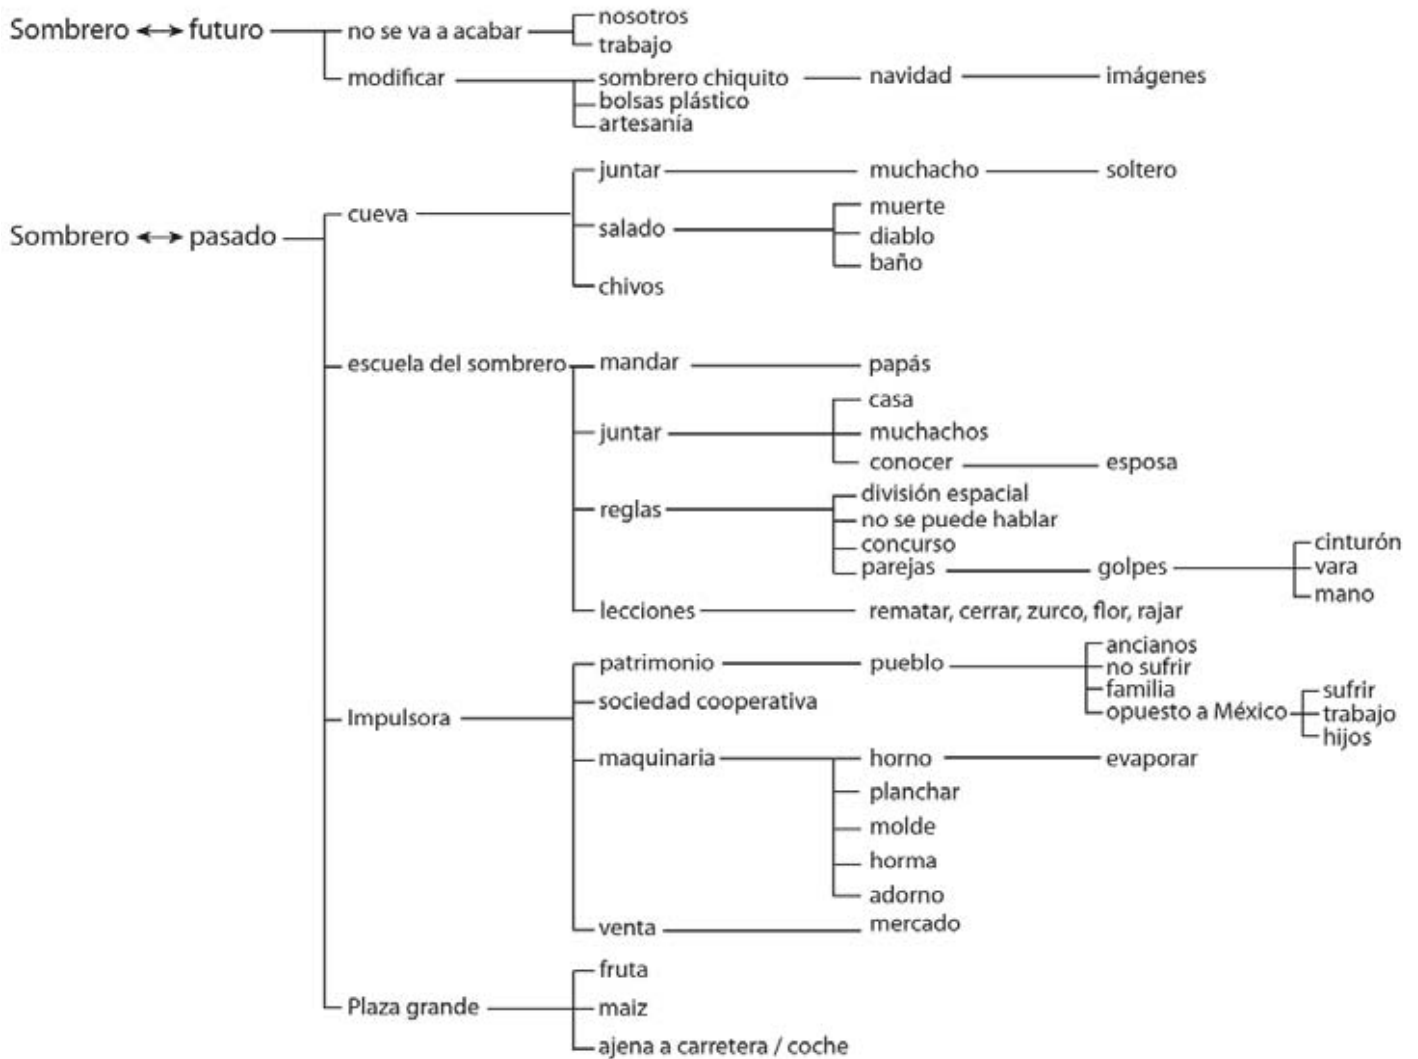 Sombrero ↔ futuro
no se va a acabar
nosotros
trabajo
modificar
sombrero chiquito
navidad
imágenes
bolsas plástico
artesanía
Sombrero ↔ pasado
cueva
juntar
muchacho
soltero
salado
muerte
diablo
baño
chivos
escuela del sombrero
mandar
papás
juntar
casa
muchachos
conocer
esposa
reglas
división espacial
no se puede hablar
concurso
parejas
golpes
cinturón
vara
mano
lecciones
rematar, cerrar, zurco, flor, rajar
Impulsora
patrimonio
pueblo
ancianos
no sufrir
familia
opuesto a México
sufrir
trabajo
hijos
sociedad cooperativa
maquinaria
horno
evaporar
planchar
molde
horma
adorno
venta
mercado
Plaza grande
fruta
maiz
ajena a carretera / coche